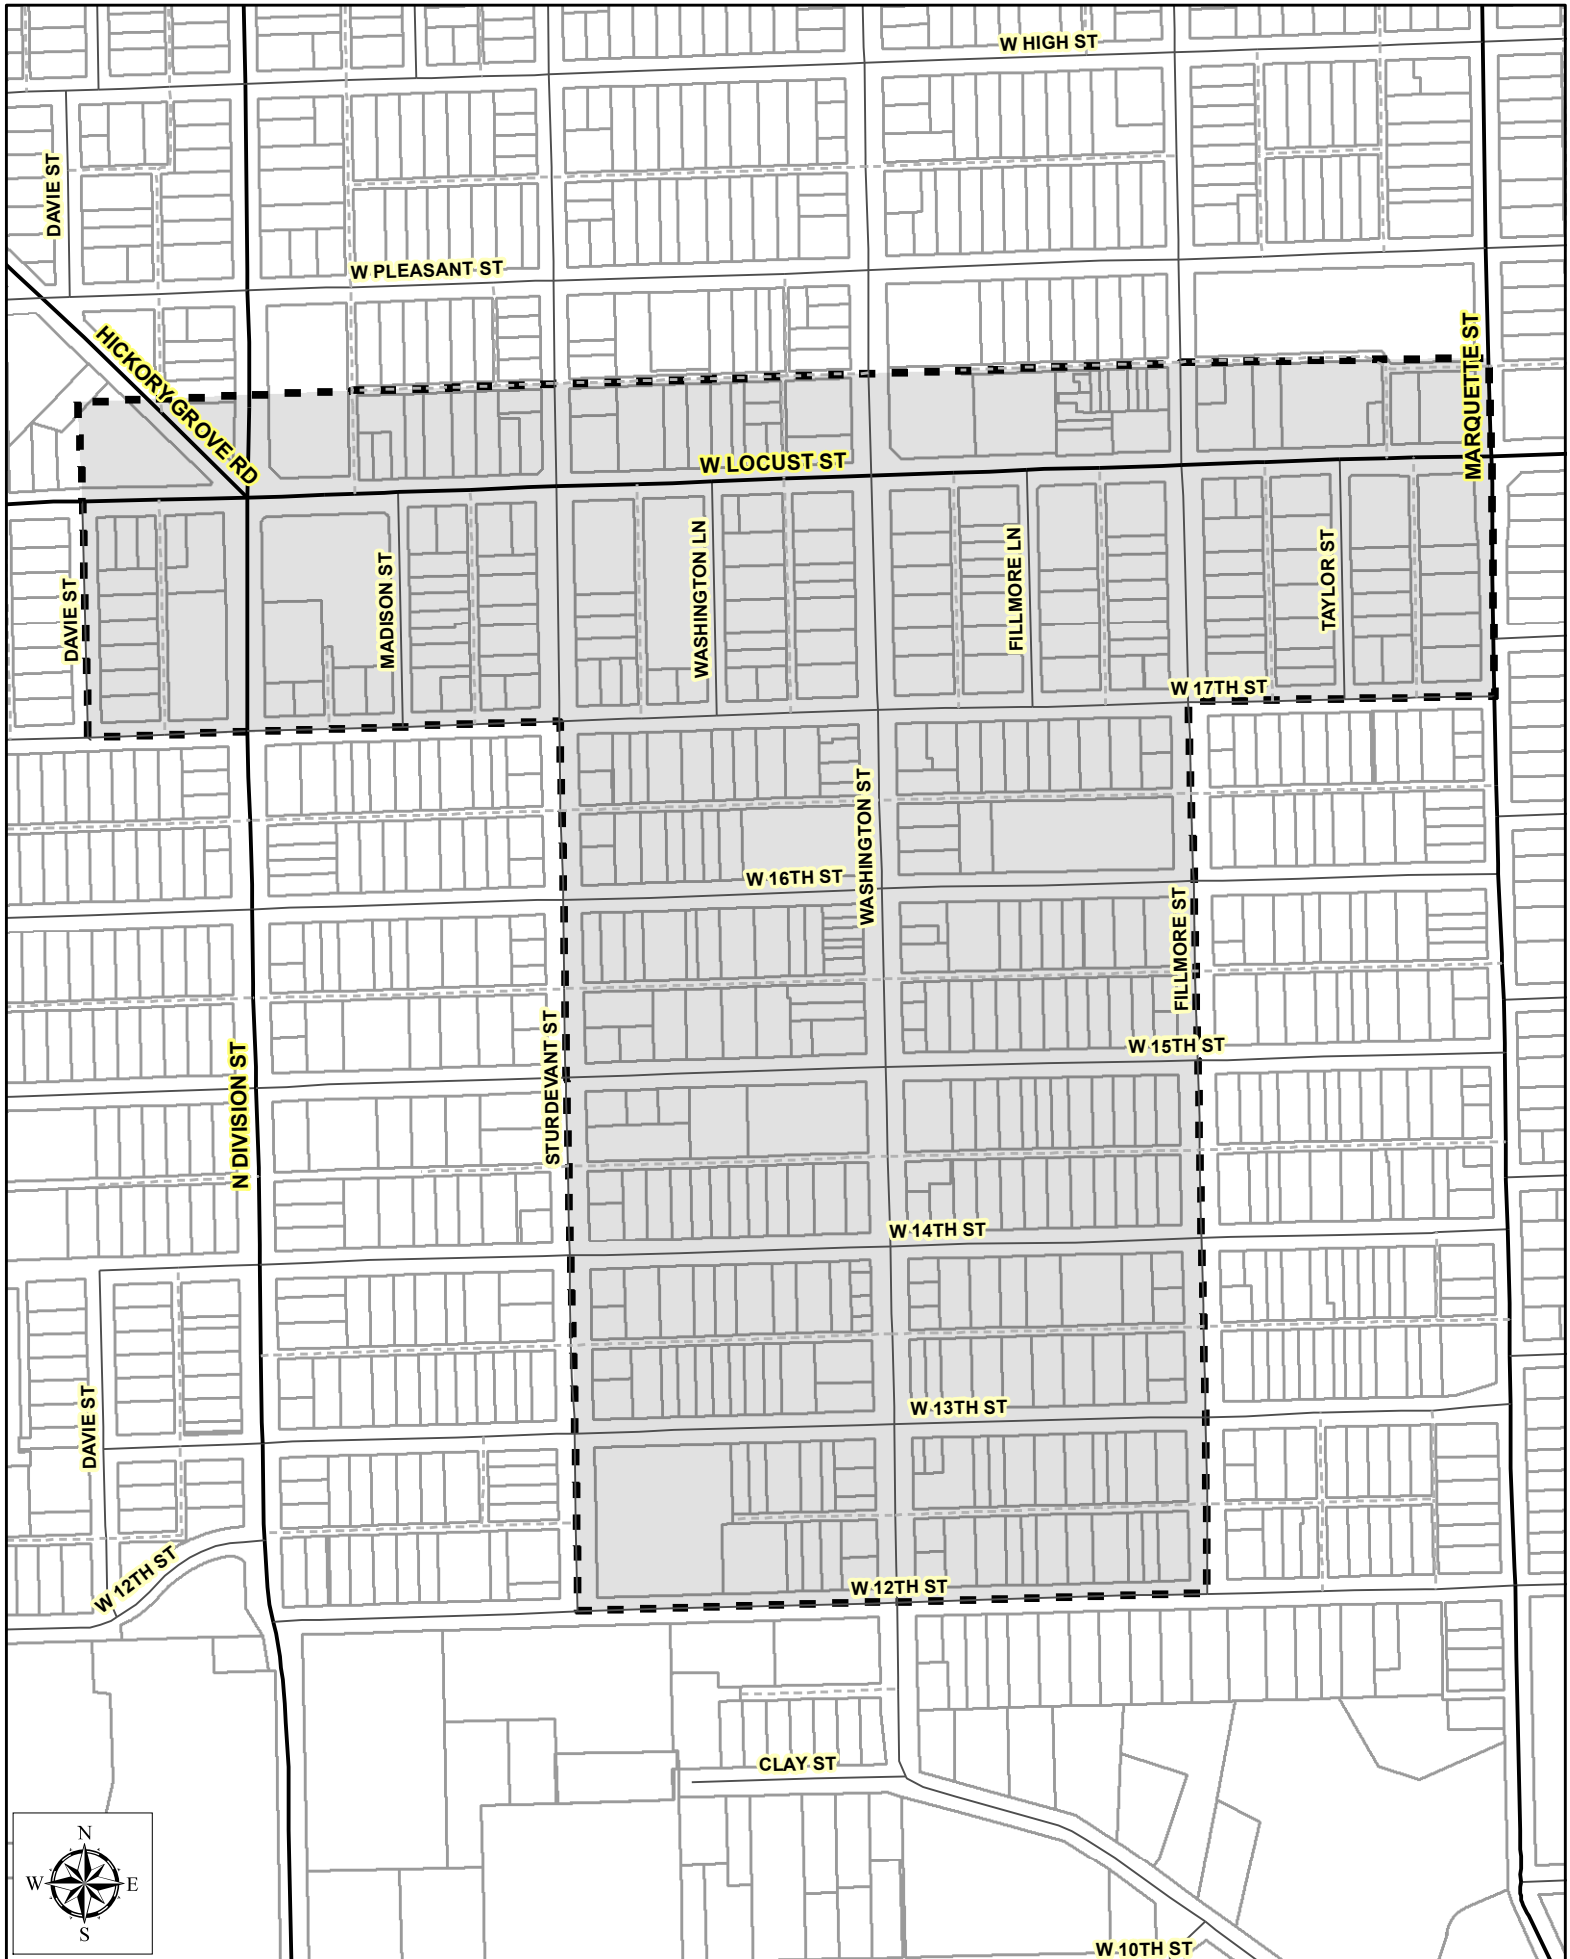 W HIGH ST
DAVIE ST
W PLEASANT ST
HICKORY GROVE RD
MARQUETTE ST
W LOCUST ST
DAVIE ST
MADISON ST
WASHINGTON LN
FILLMORE LN
TAYLOR ST
W 17TH ST
WASHINGTON ST
W 16TH ST
FILLMORE ST
STURDEVANT ST
W 15TH ST
N DIVISION ST
W 14TH ST
DAVIE ST
W 13TH ST
W 12TH ST
W 12TH ST
CLAY ST
N
W E
S
W 10TH ST